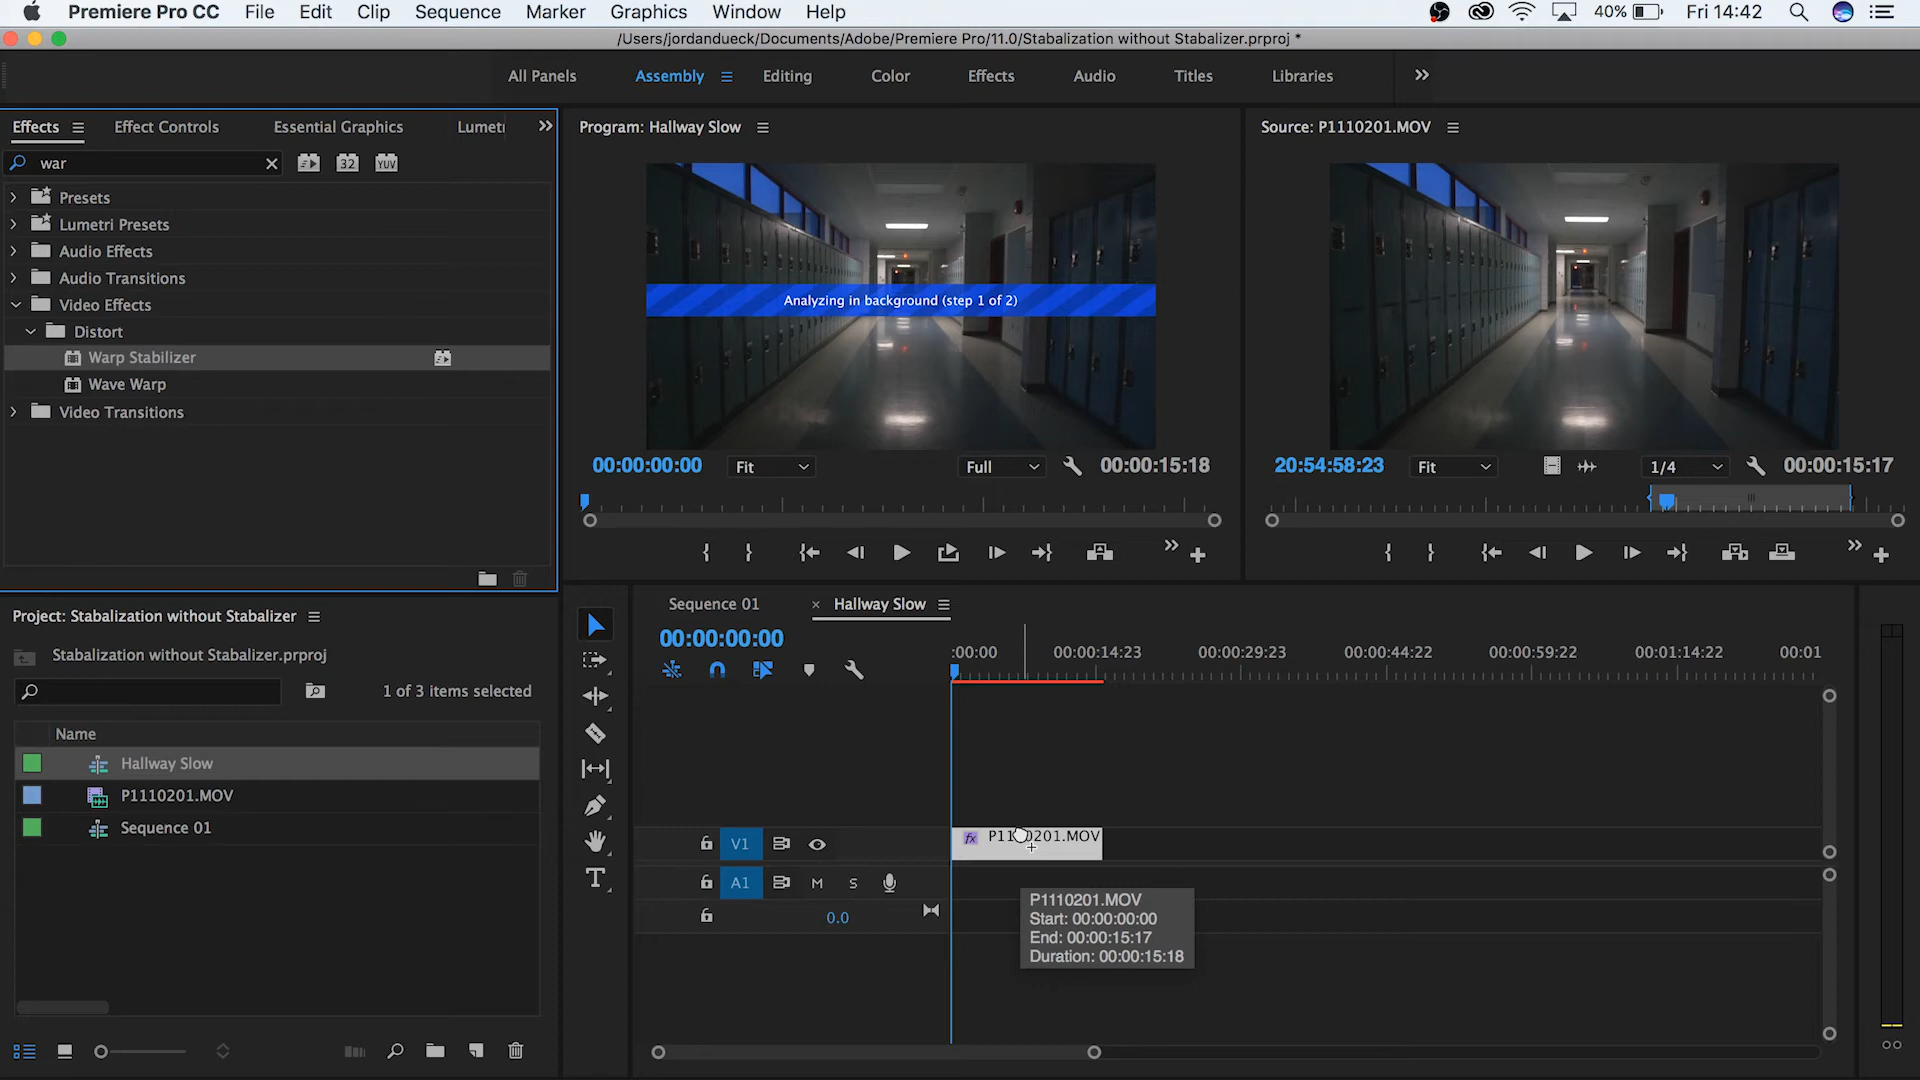 Premiere Pro CC File Edit Clip Sequence Marker Graphics Window Help 40% Fri 14:42
/Users/jordandueck/Documents/Adobe/Premiere Pro/11.0/Stabalization without Stabalizer.prproj *
All Panels Assembly Editing Color Effects Audio Titles Libraries
Effects Effect Controls Essential Graphics Lumetr
war 32 YUV
Presets
Lumetri Presets
Audio Effects
Audio Transitions
Video Effects
Distort
Warp Stabilizer
Wave Warp
Video Transitions
Program: Hallway Slow
Analyzing in background (step 1 of 2)
00:00:00:00 Fit Full 00:00:15:18
Source: P1110201.MOV
20:54:58:23 Fit 1/4 00:00:15:17
Project: Stabalization without Stabalizer
Stabalization without Stabalizer.prproj
1 of 3 items selected
Name
Hallway Slow
P1110201.MOV
Sequence 01
Sequence 01 × Hallway Slow
00:00:00:00
:00:00 00:00:14:23 00:00:29:23 00:00:44:22 00:00:59:22 00:01:14:22 00:01
V1 fx P1110201.MOV
A1 M S
0.0
P1110201.MOV
Start: 00:00:00:00
End: 00:00:15:17
Duration: 00:00:15:18